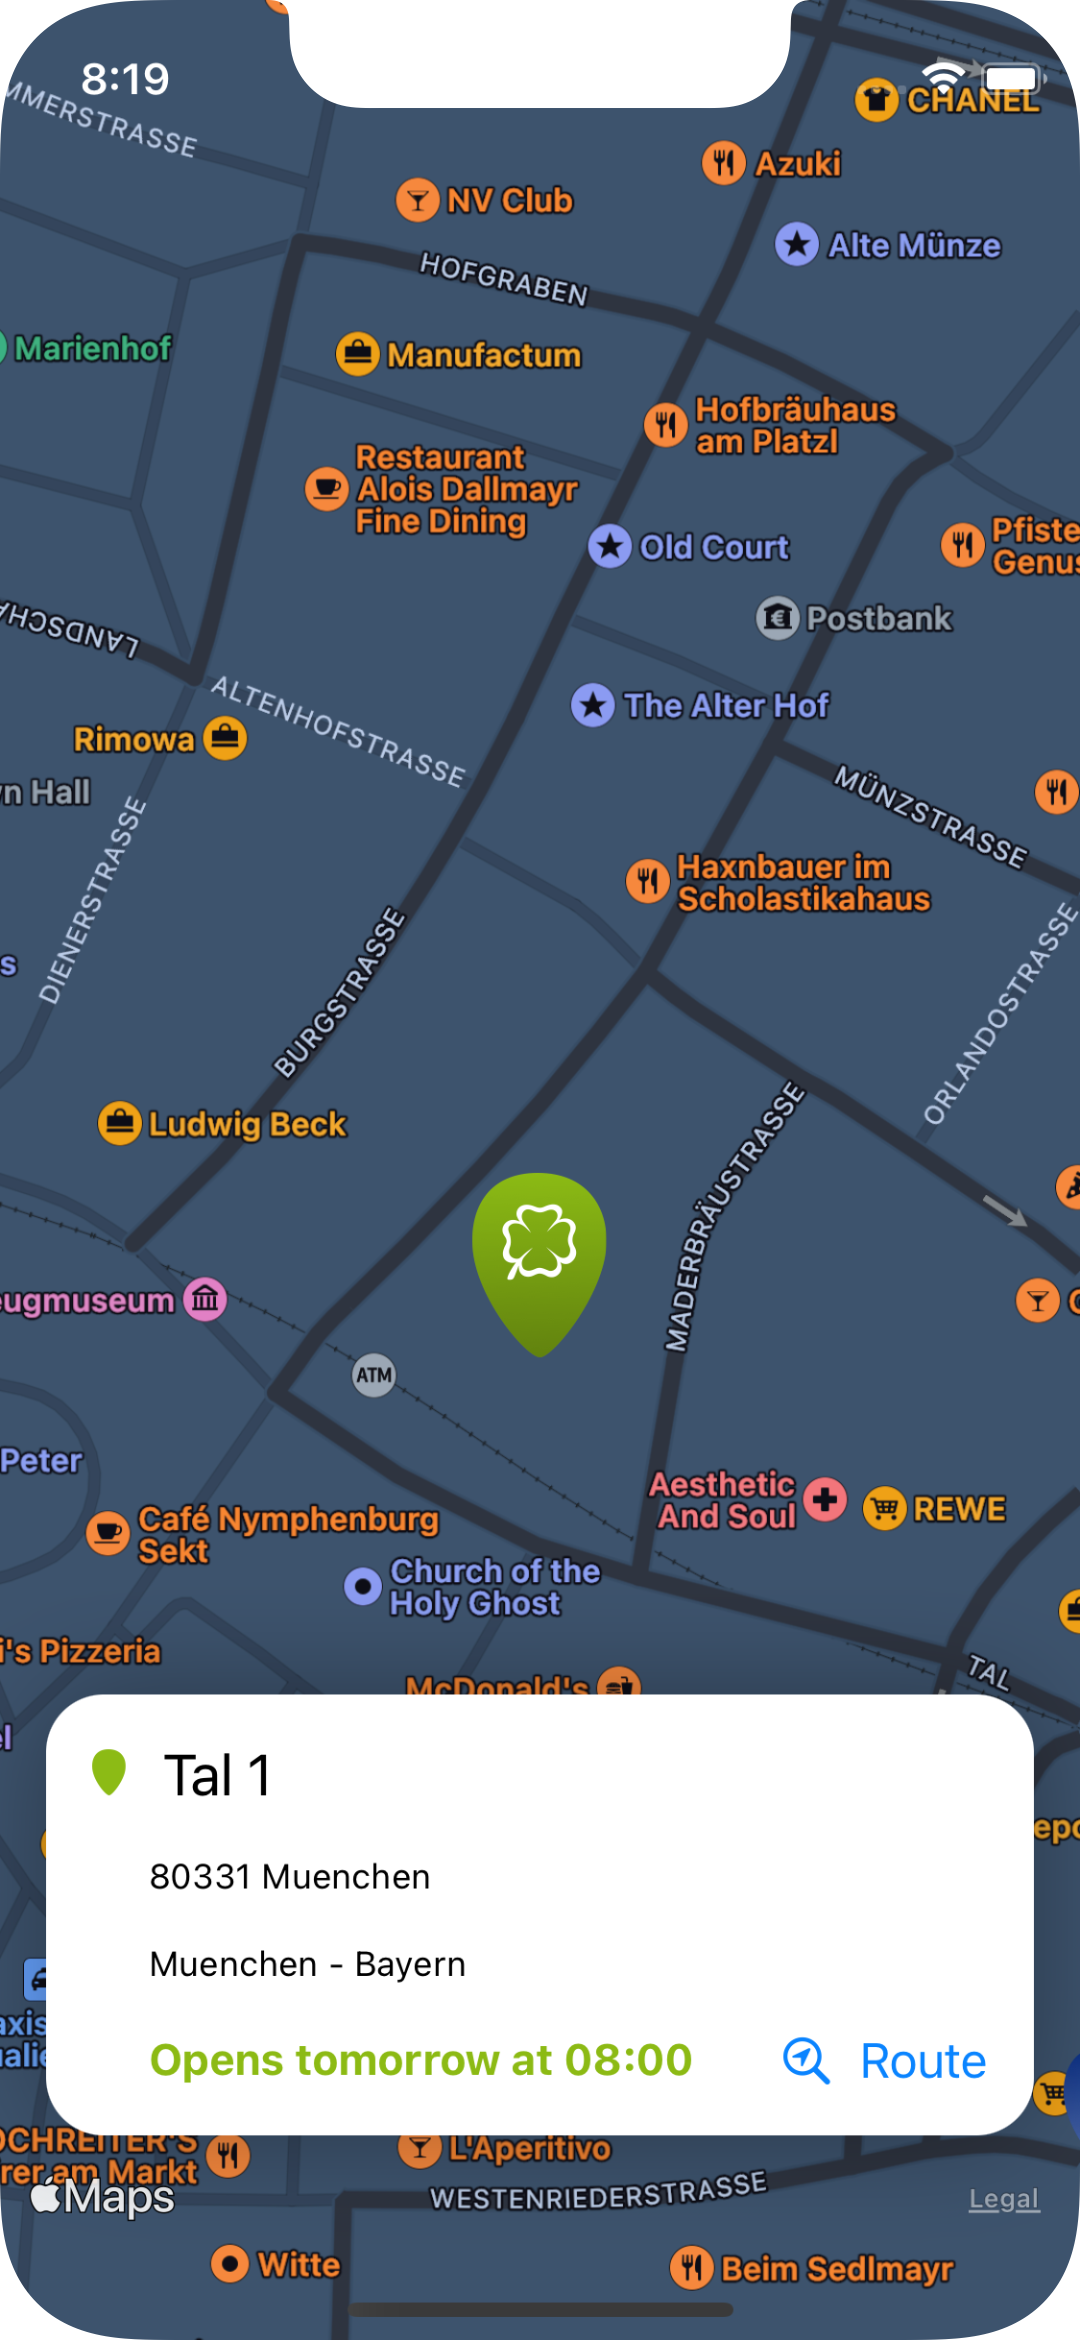 8:19
CHANEL
MMERSTRASSE
Azuki
NV Club
Alte Münze
HOFGRABEN
Marienhof
Manufactum
Hofbräuhaus
am Platzl
Restaurant
Alois Dallmayr
Fine Dining
Pfiste
Genus
Old Court
Postbank
LANDSCHA
ALTENHOFSTRASSE
The Alter Hof
Rimowa
n Hall
MÜNZSTRASSE
DIENERSTRASSE
Haxnbauer im
Scholastikahaus
ORLANDOSTRASSE
s
BURGSTRASSE
Ludwig Beck
MADERBRÄUSTRASSE
eugmuseum
ATM
Peter
Aesthetic
And Soul
REWE
Café Nymphenburg
Sekt
Church of the
Holy Ghost
i's Pizzeria
TAL
McDonald's
el
Tal 1
epo
80331 Muenchen
Muenchen - Bayern
axis
alie
Opens tomorrow at 08:00
Route
OCHREITER'S
rer am Markt
L'Aperitivo
Maps
WESTENRIEDERSTRASSE
Legal
Witte
Beim Sedlmayr